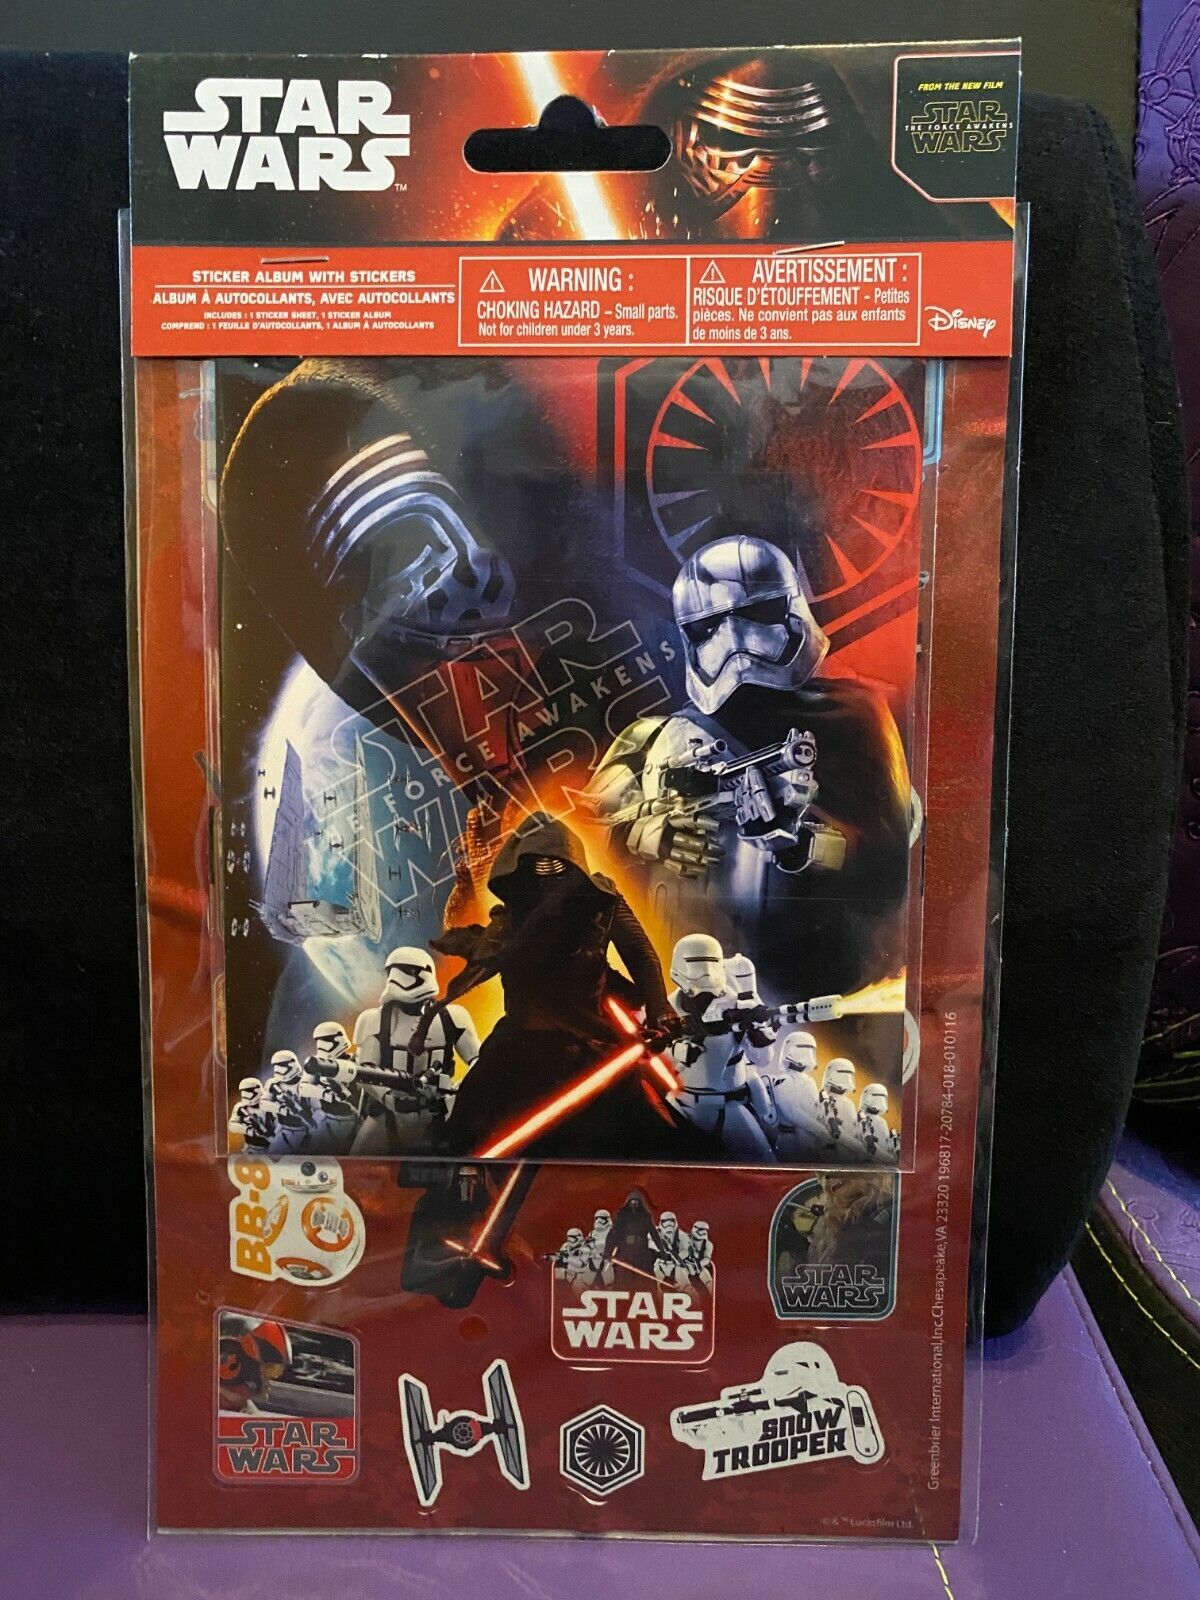 STAR
WARS
TM
FROM THE NEW FILM
STAR
THE FORCE AWAKENS
WARS
STICKER ALBUM WITH STICKERS
ALBUM À AUTOCOLLANTS, AVEC AUTOCOLLANTS
INCLUDES : 1 STICKER SHEET, 1 STICKER ALBUM
COMPREND : 1 FEUILLE D'AUTOCOLLANTS, 1 ALBUM À AUTOCOLLANTS
WARNING :
CHOKING HAZARD – Small parts.
Not for children under 3 years.
AVERTISSEMENT :
RISQUE D'ÉTOUFFEMENT – Petites
pièces. Ne convient pas aux enfants
de moins de 3 ans.
Disney
STAR
FORCE AWAKENS
WARS
BB-8
STAR
WARS
STAR
WARS
STAR
WARS
SNOW
TROOPER
Greenbrier International,Inc.Chesapeake,VA 23320 196817-20784-018-010116
© & ™ Lucasfilm Ltd.